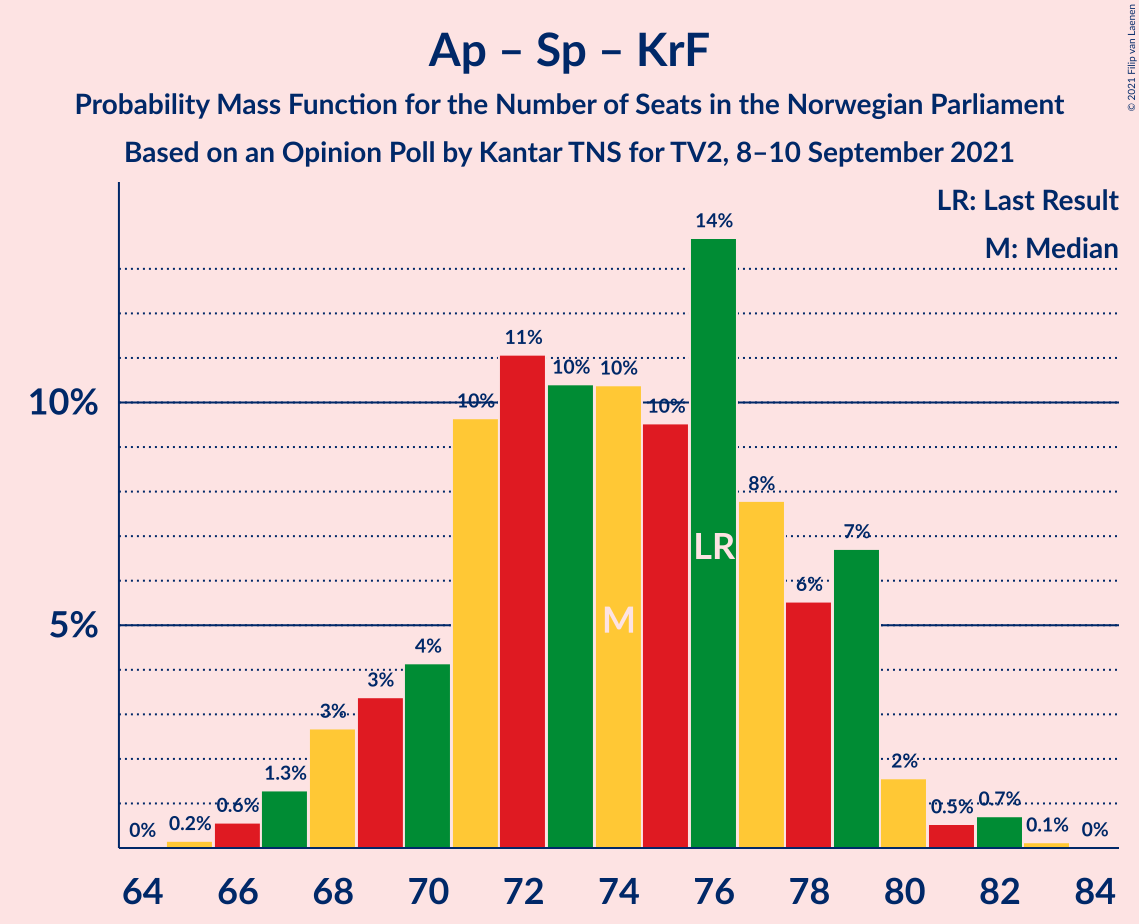 Ap – Sp – KrF
Probability Mass Function for the Number of Seats in the Norwegian Parliament
Based on an Opinion Poll by Kantar TNS for TV2, 8–10 September 2021
© 2021 Filip van Laenen
LR: Last Result
M: Median
10%
5%
0%
0.2%
0.6%
1.3%
3%
3%
4%
10%
11%
10%
10%
10%
14%
8%
6%
7%
2%
0.5%
0.7%
0.1%
0%
M
LR
64 66 68 70 72 74 76 78 80 82 84